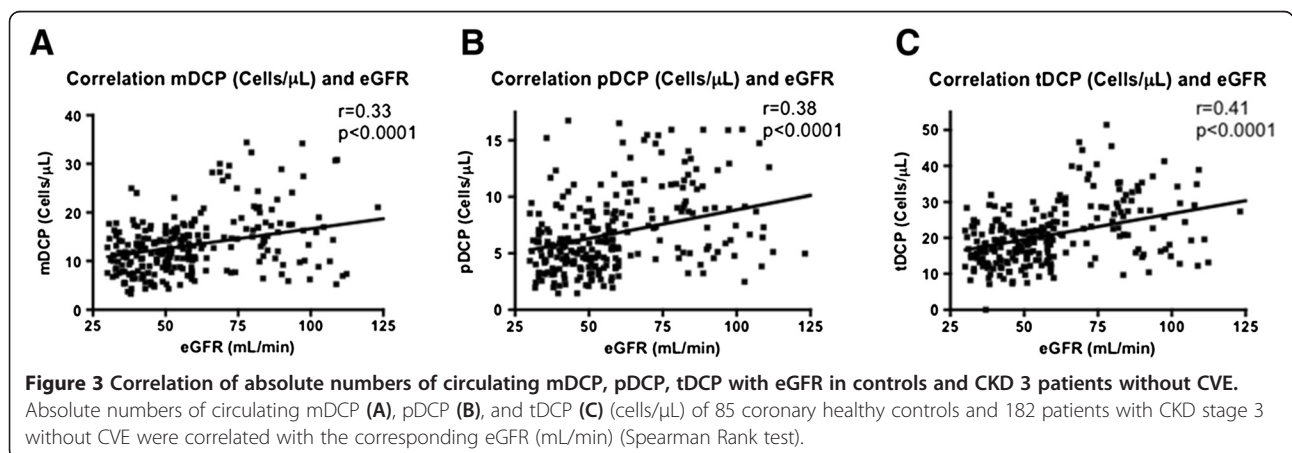 A
Correlation mDCP (Cells/μL) and eGFR
r=0.33
p<0.0001
40
30
20
10
0
mDCP (Cells/μL)
25
50
75
100
125
eGFR (mL/min)
B
Correlation pDCP (Cells/μL) and eGFR
r=0.38
p<0.0001
15
10
5
0
pDCP (Cells/μL)
25
50
75
100
125
eGFR (mL/min)
C
Correlation tDCP (Cells/μL) and eGFR
r=0.41
p<0.0001
50
40
30
20
10
0
tDCP (Cells/μL)
25
50
75
100
125
eGFR (mL/min)
Figure 3 Correlation of absolute numbers of circulating mDCP, pDCP, tDCP with eGFR in controls and CKD 3 patients without CVE.
Absolute numbers of circulating mDCP (A), pDCP (B), and tDCP (C) (cells/μL) of 85 coronary healthy controls and 182 patients with CKD stage 3
without CVE were correlated with the corresponding eGFR (mL/min) (Spearman Rank test).